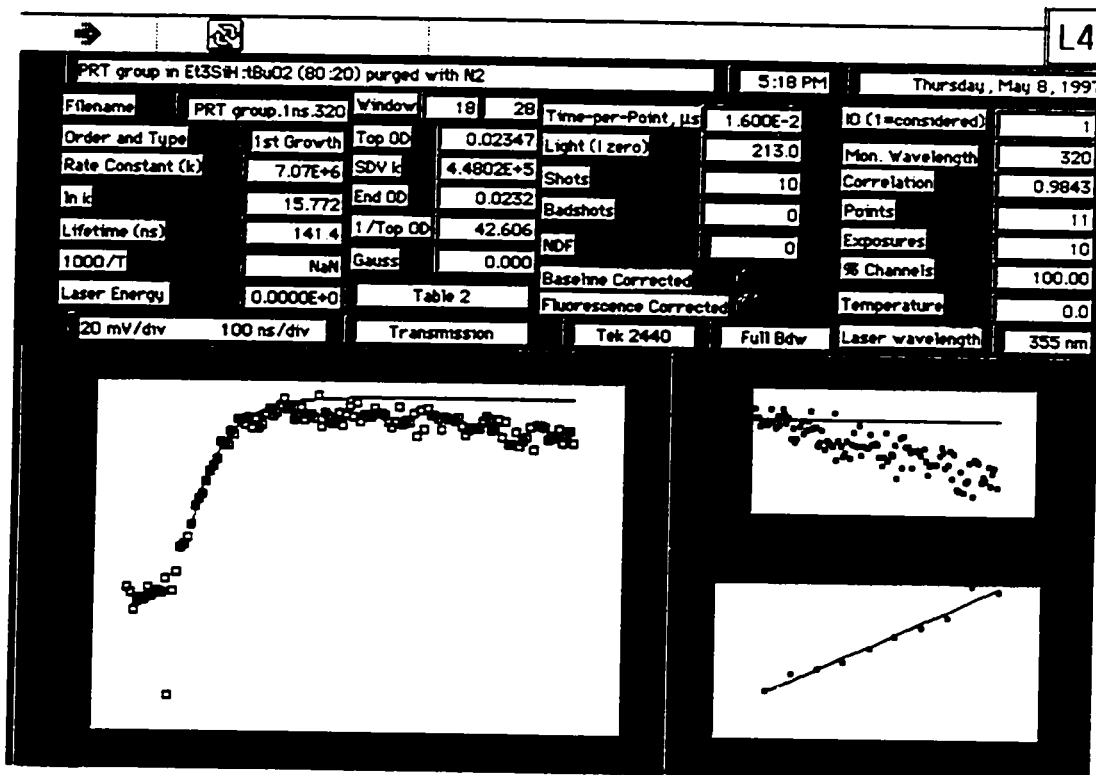 L4
PRT group in Et3SiH:tBuO2 (80:20) purged with N2
5:18 PM
Thursday, May 8, 1997
Filename PRT group.1ns.320
Order and Type 1st Growth
Rate Constant (k) 7.07E+6
ln k 15.772
Lifetime (ns) 141.4
1000/T NaN
Laser Energy 0.0000E+0
20 mV/div 100 ns/div
Window 18 28
Top OD 0.02347
SDV k 4.4802E+5
End OD 0.0232
1/Top OD 42.606
Gauss 0.000
Table 2
Transmission
Time-per-Point, µs 1.600E-2
Light (I zero) 213.0
Shots 10
Badshots 0
NDF 0
Baseline Corrected
Fluorescence Corrected
Tek 2440
Full Bdw
IO (1=considered) 1
Mon. Wavelength 320
Correlation 0.9843
Points 11
Exposures 10
% Channels 100.00
Temperature 0.0
Laser wavelength 355 nm